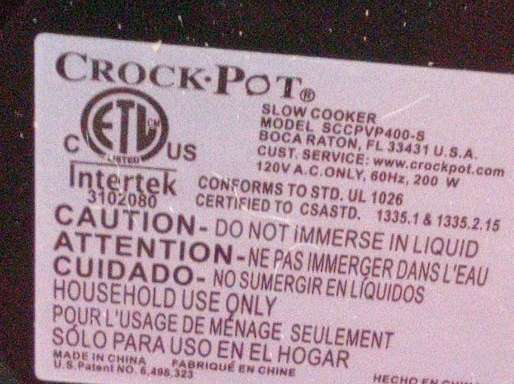 CROCK·POT®
SLOW COOKER
MODEL SCCPVP400-S
BOCA RATON, FL 33431 U.S.A.
CUST. SERVICE: www.crockpot.com
120V A.C.ONLY, 60Hz, 200 W
C ETL CM US
LISTED
Intertek
3102080
CONFORMS TO STD. UL 1026
CERTIFIED TO CSASTD. 1335.1 & 1335.2.15
CAUTION- DO NOT iMMERSE IN LIQUID
ATTENTION- NE PAS IMMERGER DANS L'EAU
CUIDADO- NO SUMERGIR EN LÍQUIDOS
HOUSEHOLD USE ONLY
POUR L'USAGE DE MÉNAGE SEULEMENT
SÓLO PARA USO EN EL HOGAR
MADE IN CHINA FABRIQUÉ EN CHINE HECHO EN CHINA
U.S.Patent NO. 6,498,323